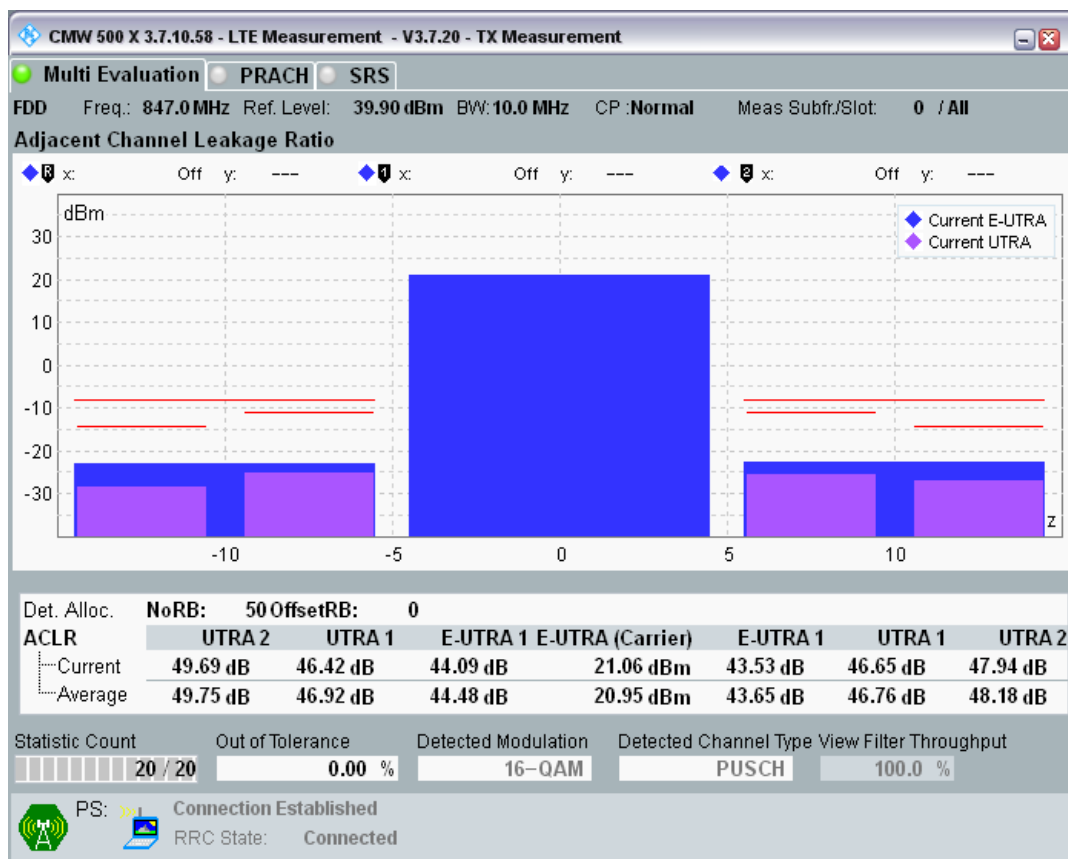 CMW 500 X 3.7.10.58 - LTE Measurement - V3.7.20 - TX Measurement
Multi Evaluation PRACH SRS
FDD Freq.: 847.0 MHz Ref. Level: 39.90 dBm BW: 10.0 MHz CP :Normal Meas Subfr./Slot: 0 / All
Adjacent Channel Leakage Ratio
R x: Off y: --- 1 x: Off y: --- 2 x: Off y: ---
dBm
Current E-UTRA
Current UTRA
30
20
10
0
-10
-20
-30
z
-10 -5 0 5 10
Det. Alloc. NoRB: 50 OffsetRB: 0
ACLR UTRA 2 UTRA 1 E-UTRA 1 E-UTRA (Carrier) E-UTRA 1 UTRA 1 UTRA 2
Current 49.69 dB 46.42 dB 44.09 dB 21.06 dBm 43.53 dB 46.65 dB 47.94 dB
Average 49.75 dB 46.92 dB 44.48 dB 20.95 dBm 43.65 dB 46.76 dB 48.18 dB
Statistic Count Out of Tolerance Detected Modulation Detected Channel Type View Filter Throughput
20 / 20 0.00 % 16-QAM PUSCH 100.0 %
PS: Connection Established
RRC State: Connected